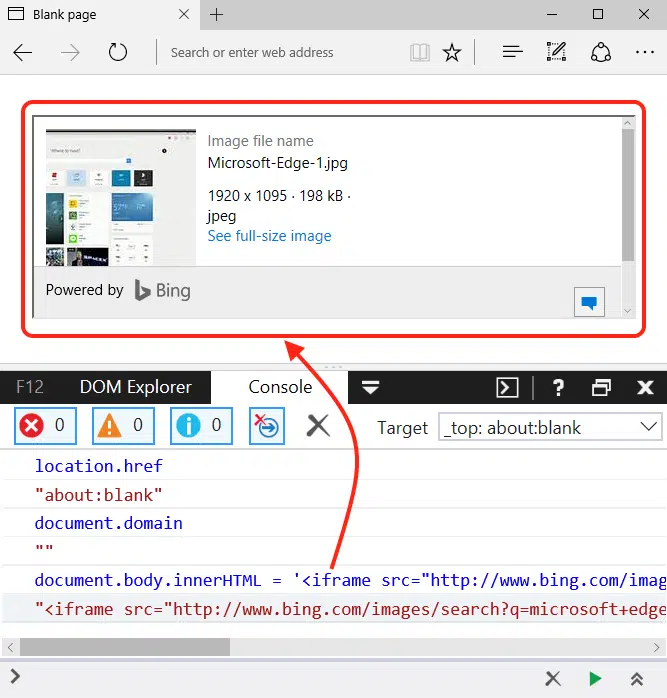 Blank page
Search or enter web address
Image file name
Microsoft-Edge-1.jpg
1920 x 1095 · 198 kB ·
jpeg
See full-size image
Powered by Bing
F12 DOM Explorer Console ?
0 0 0 Target _top: about:blank
location.href
"about:blank"
document.domain
""
document.body.innerHTML = '<iframe src="http://www.bing.com/imag
"<iframe src="http://www.bing.com/images/search?q=microsoft+edge